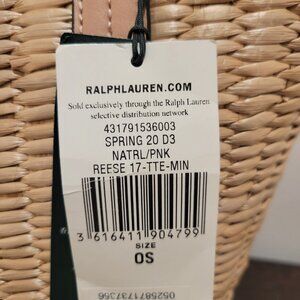 RALPHLAUREN.COM
Sold exclusively through the Ralph Lauren
selective distribution network
431791536003
SPRING 20 D3
NATRL/PNK
REESE 17-TTE-MIN
3 616411 904799
SIZE
OS
0525871737366